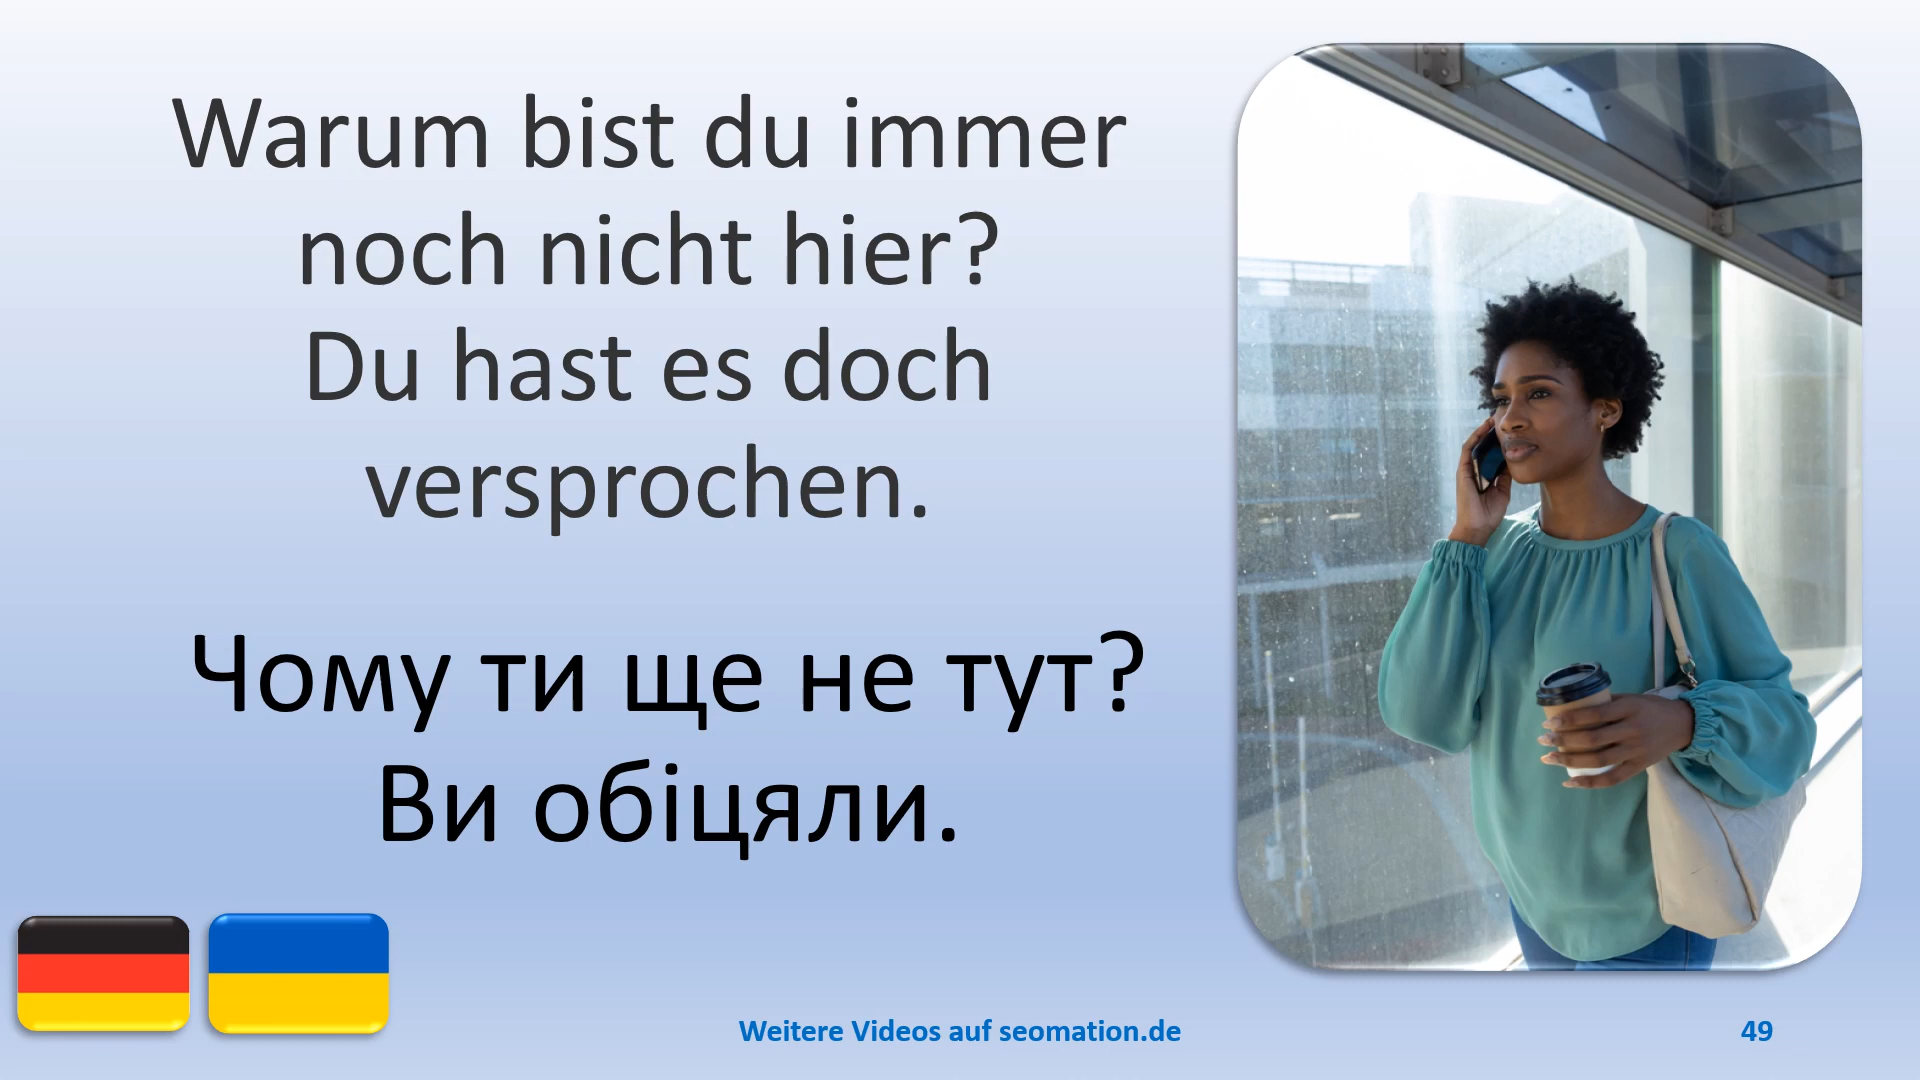 Warum bist du immer
noch nicht hier?
Du hast es doch
versprochen.
Чому ти ще не тут?
Ви обіцяли.
Weitere Videos auf seomation.de
49